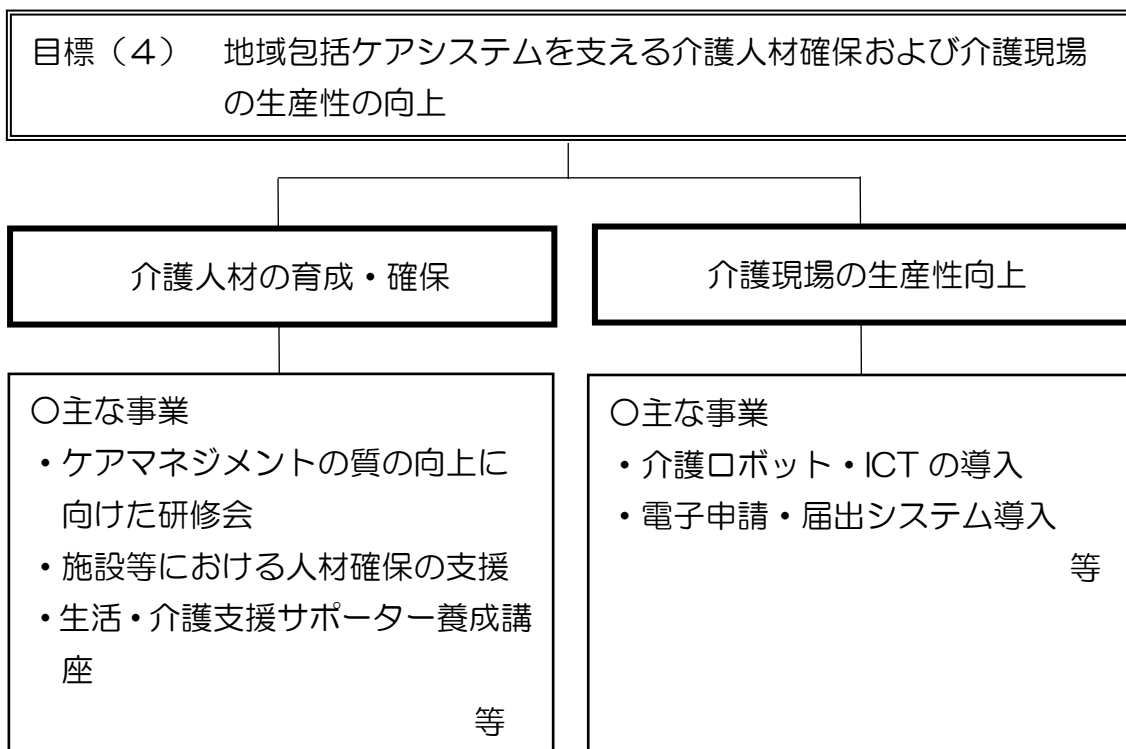 目標（4）　地域包括ケアシステムを支える介護人材確保および介護現場
の生産性の向上
介護人材の育成・確保
介護現場の生産性向上
〇主な事業
・ケアマネジメントの質の向上に
向けた研修会
・施設等における人材確保の支援
・生活・介護支援サポーター養成講
座
等
〇主な事業
・介護ロボット・ICT の導入
・電子申請・届出システム導入
等